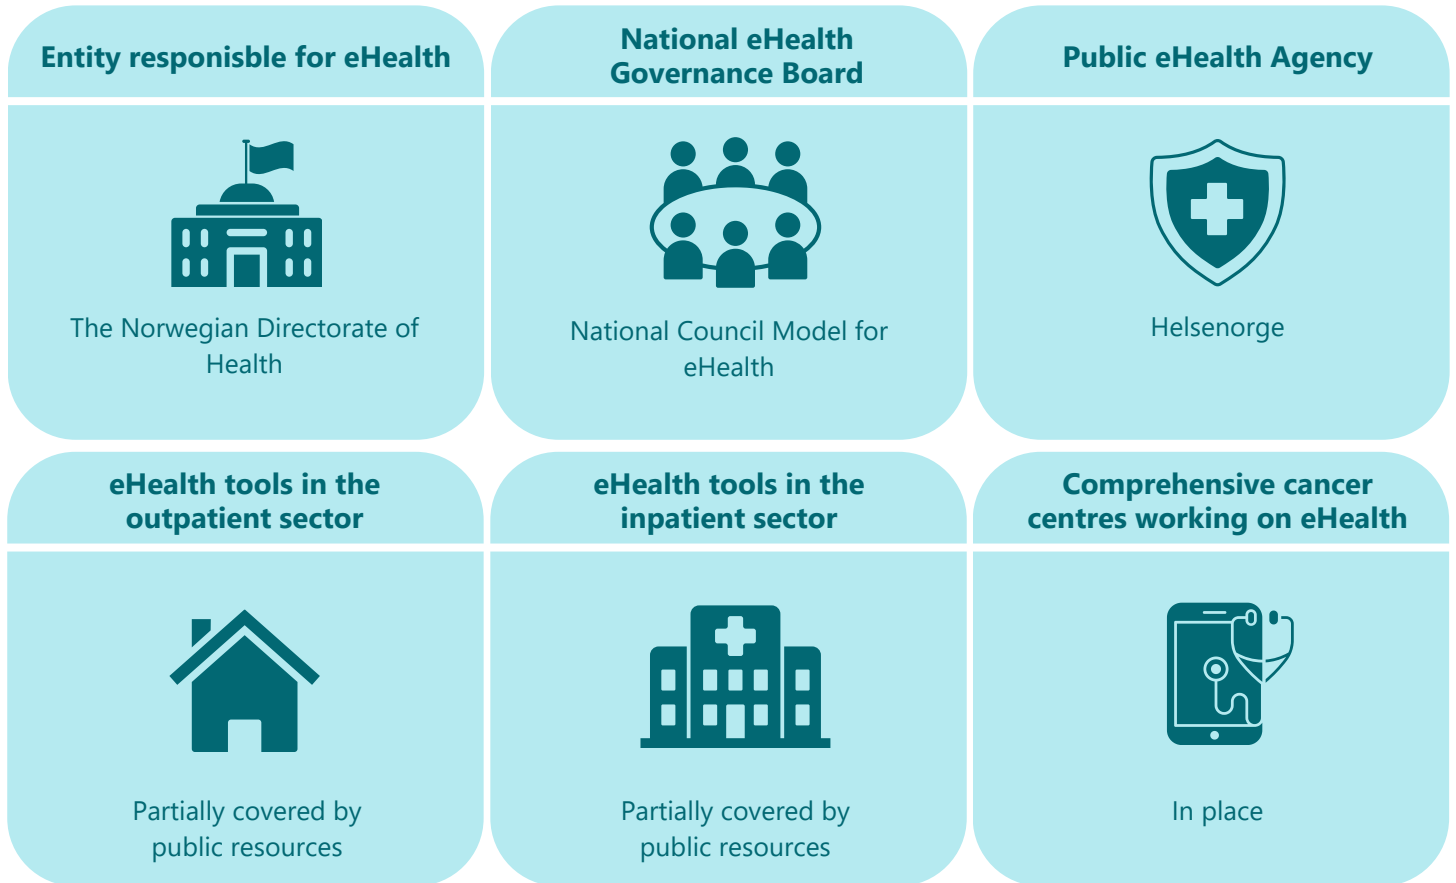 Entity responisble for eHealth
National eHealth
Governance Board
Public eHealth Agency
The Norwegian Directorate of
Health
National Council Model for
eHealth
Helsenorge
eHealth tools in the
outpatient sector
eHealth tools in the
inpatient sector
Comprehensive cancer
centres working on eHealth
Partially covered by
public resources
Partially covered by
public resources
In place